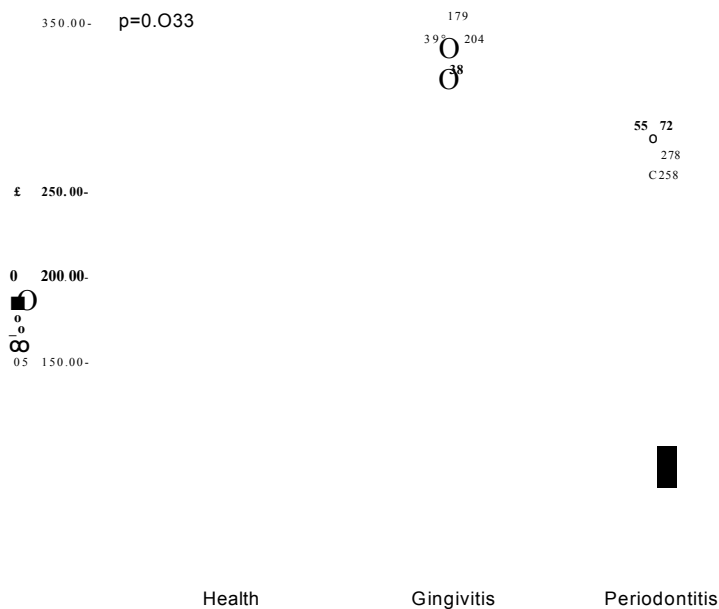 350.00- p=0.O33
179
39° 204
38
55 72
o
278
C258
£ 250.00-
0 200.00-
O
o
_o
05 150.00-
Health Gingivitis Periodontitis